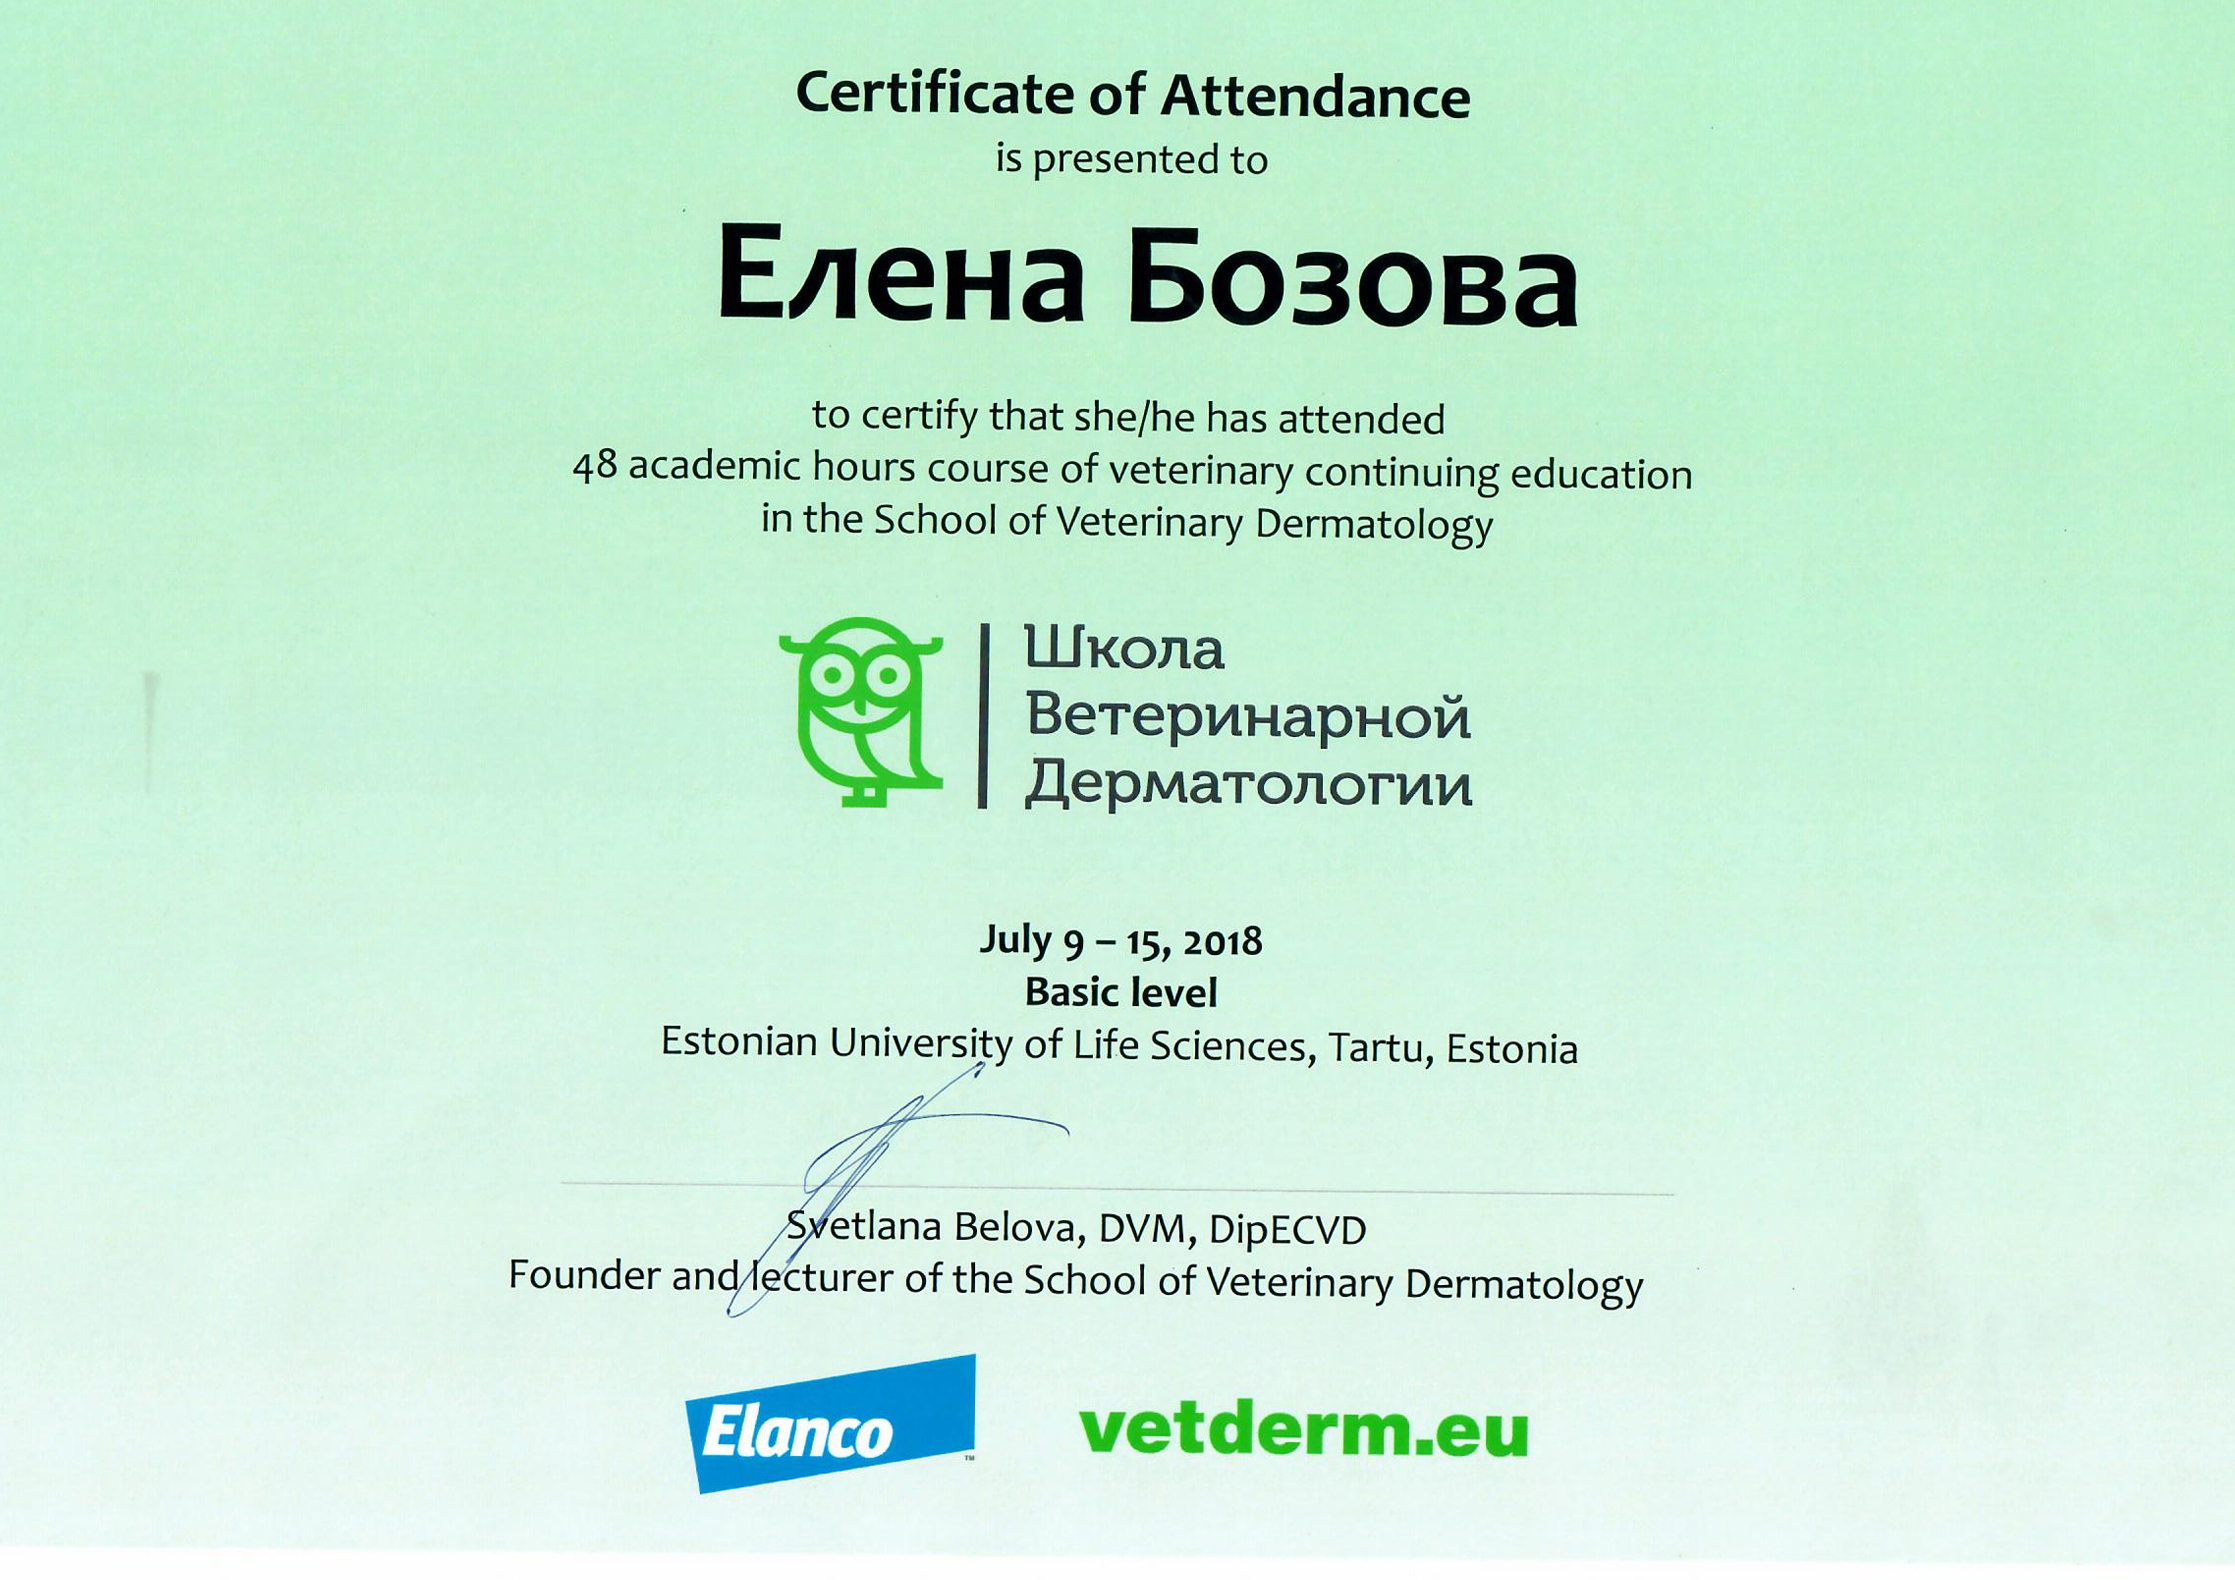 Certificate of Attendance
is presented to
Елена Бозова
to certify that she/he has attended
48 academic hours course of veterinary continuing education
in the School of Veterinary Dermatology
Школа
Ветеринарной
Дерматологии
July 9 – 15, 2018
Basic level
Estonian University of Life Sciences, Tartu, Estonia
Svetlana Belova, DVM, DipECVD
Founder and lecturer of the School of Veterinary Dermatology
Elanco™
vetderm.eu